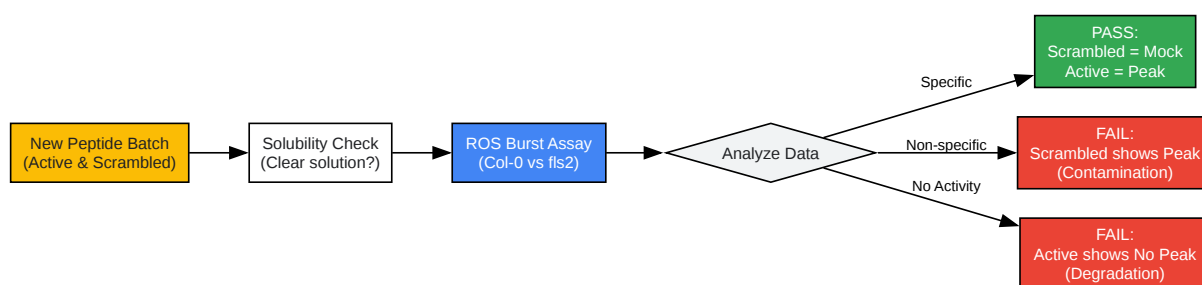 New Peptide Batch
(Active & Scrambled)
Solubility Check
(Clear solution?)
ROS Burst Assay
(Col-0 vs fls2)
Analyze Data
Specific
Non-specific
No Activity
PASS:
Scrambled = Mock
Active = Peak
FAIL:
Scrambled shows Peak
(Contamination)
FAIL:
Active shows No Peak
(Degradation)